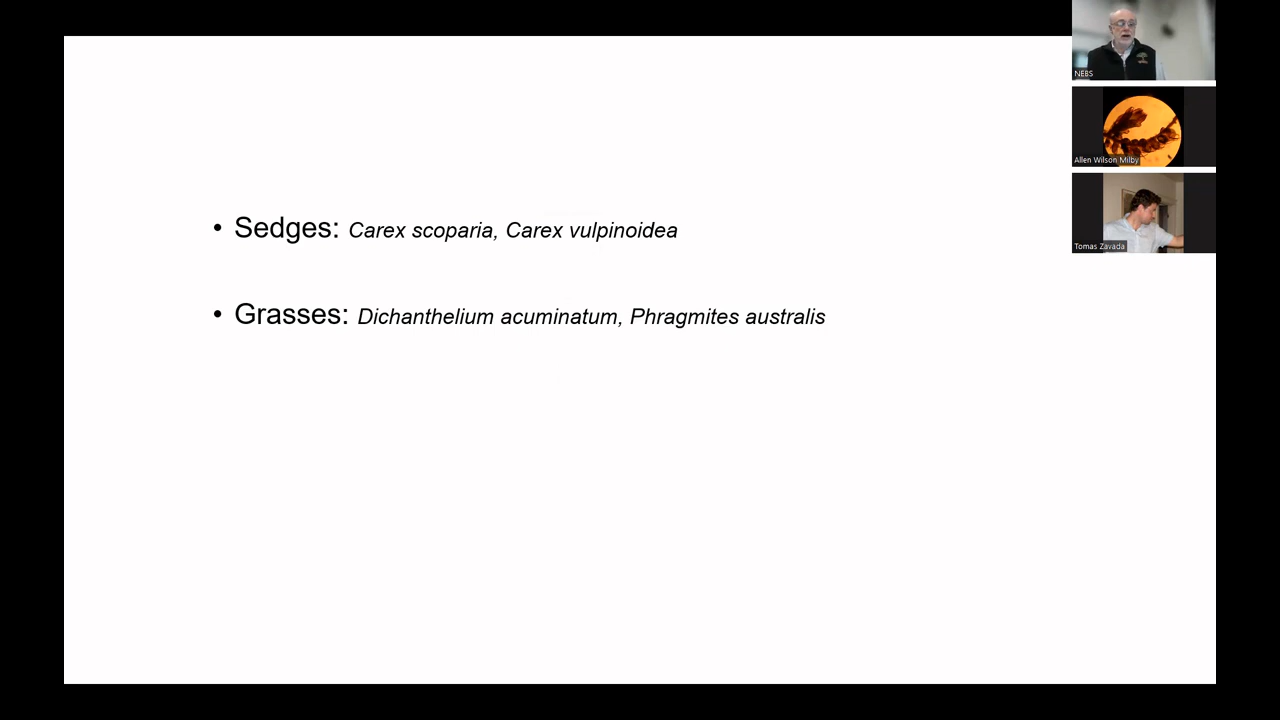 • Sedges: Carex scoparia, Carex vulpinoidea
• Grasses: Dichanthelium acuminatum, Phragmites australis
NEBS
Allen Wilson Milby
Tomas Zavada